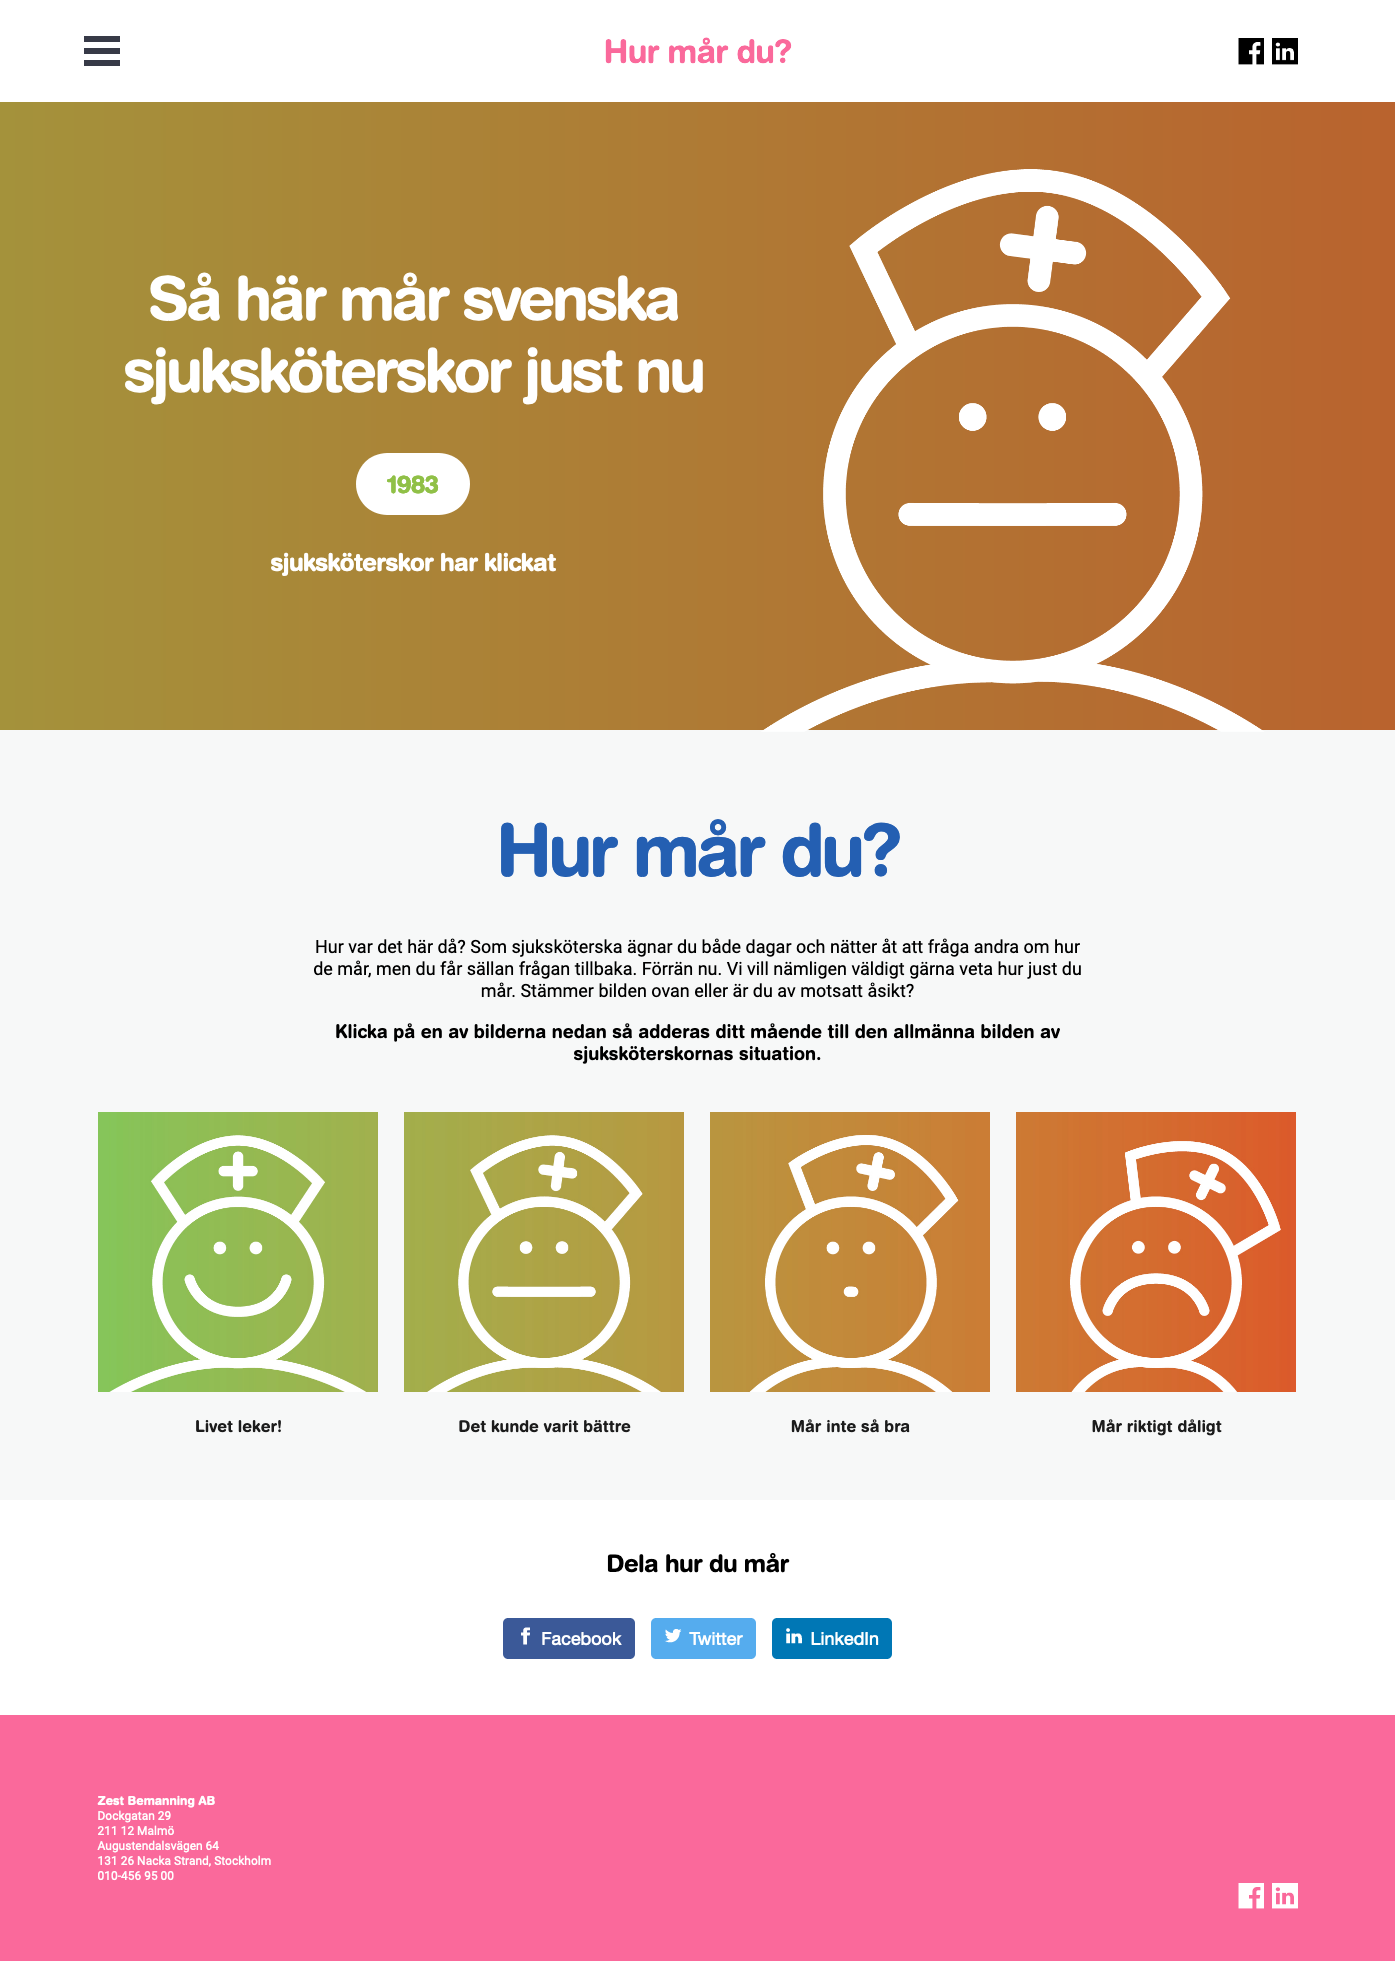 Hur mår du?
Så här mår svenska
sjuksköterskor just nu
1983
sjuksköterskor har klickat
Hur mår du?
Hur var det här då? Som sjuksköterska ägnar du både dagar och nätter åt att fråga andra om hur
de mår, men du får sällan frågan tillbaka. Förrän nu. Vi vill nämligen väldigt gärna veta hur just du
mår. Stämmer bilden ovan eller är du av motsatt åsikt?
Klicka på en av bilderna nedan så adderas ditt mående till den allmänna bilden av
sjuksköterskornas situation.
Livet leker!
Det kunde varit bättre
Mår inte så bra
Mår riktigt dåligt
Dela hur du mår
Facebook
Twitter
LinkedIn
Zest Bemanning AB
Dockgatan 29
211 12 Malmö
Augustendalsvägen 64
131 26 Nacka Strand, Stockholm
010-456 95 00